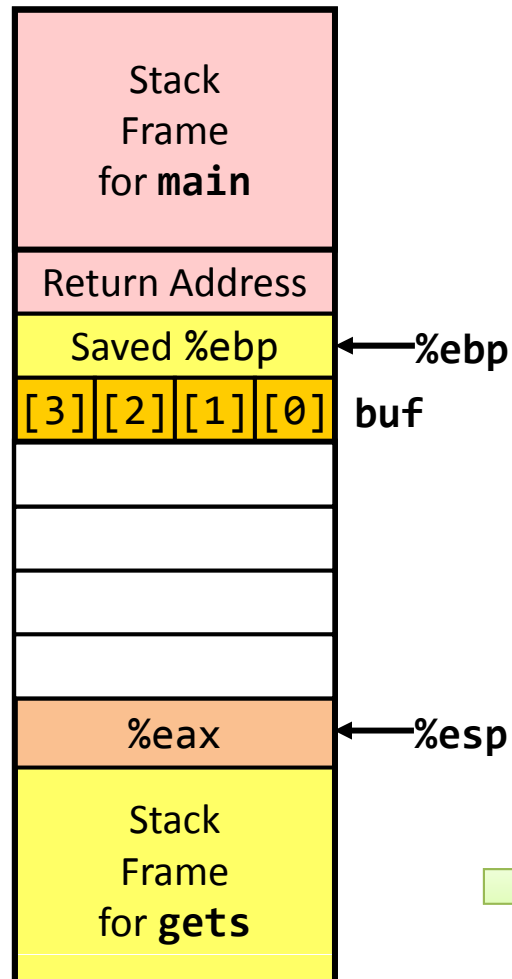 Stack
Frame
for main
Return Address
Saved %ebp
%ebp
[3] [2] [1] [0] buf
%eax
%esp
Stack
Frame
for gets